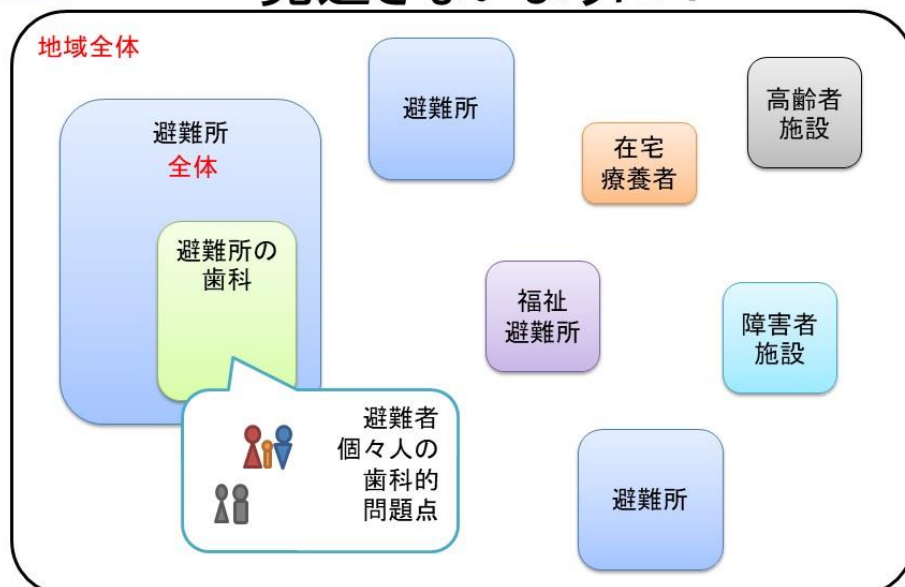 地域全体
避難所
全体
避難所の
歯科
避難者
個々人の
歯科的
問題点
避難所
在宅
療養者
高齢者
施設
福祉
避難所
障害者
施設
避難所